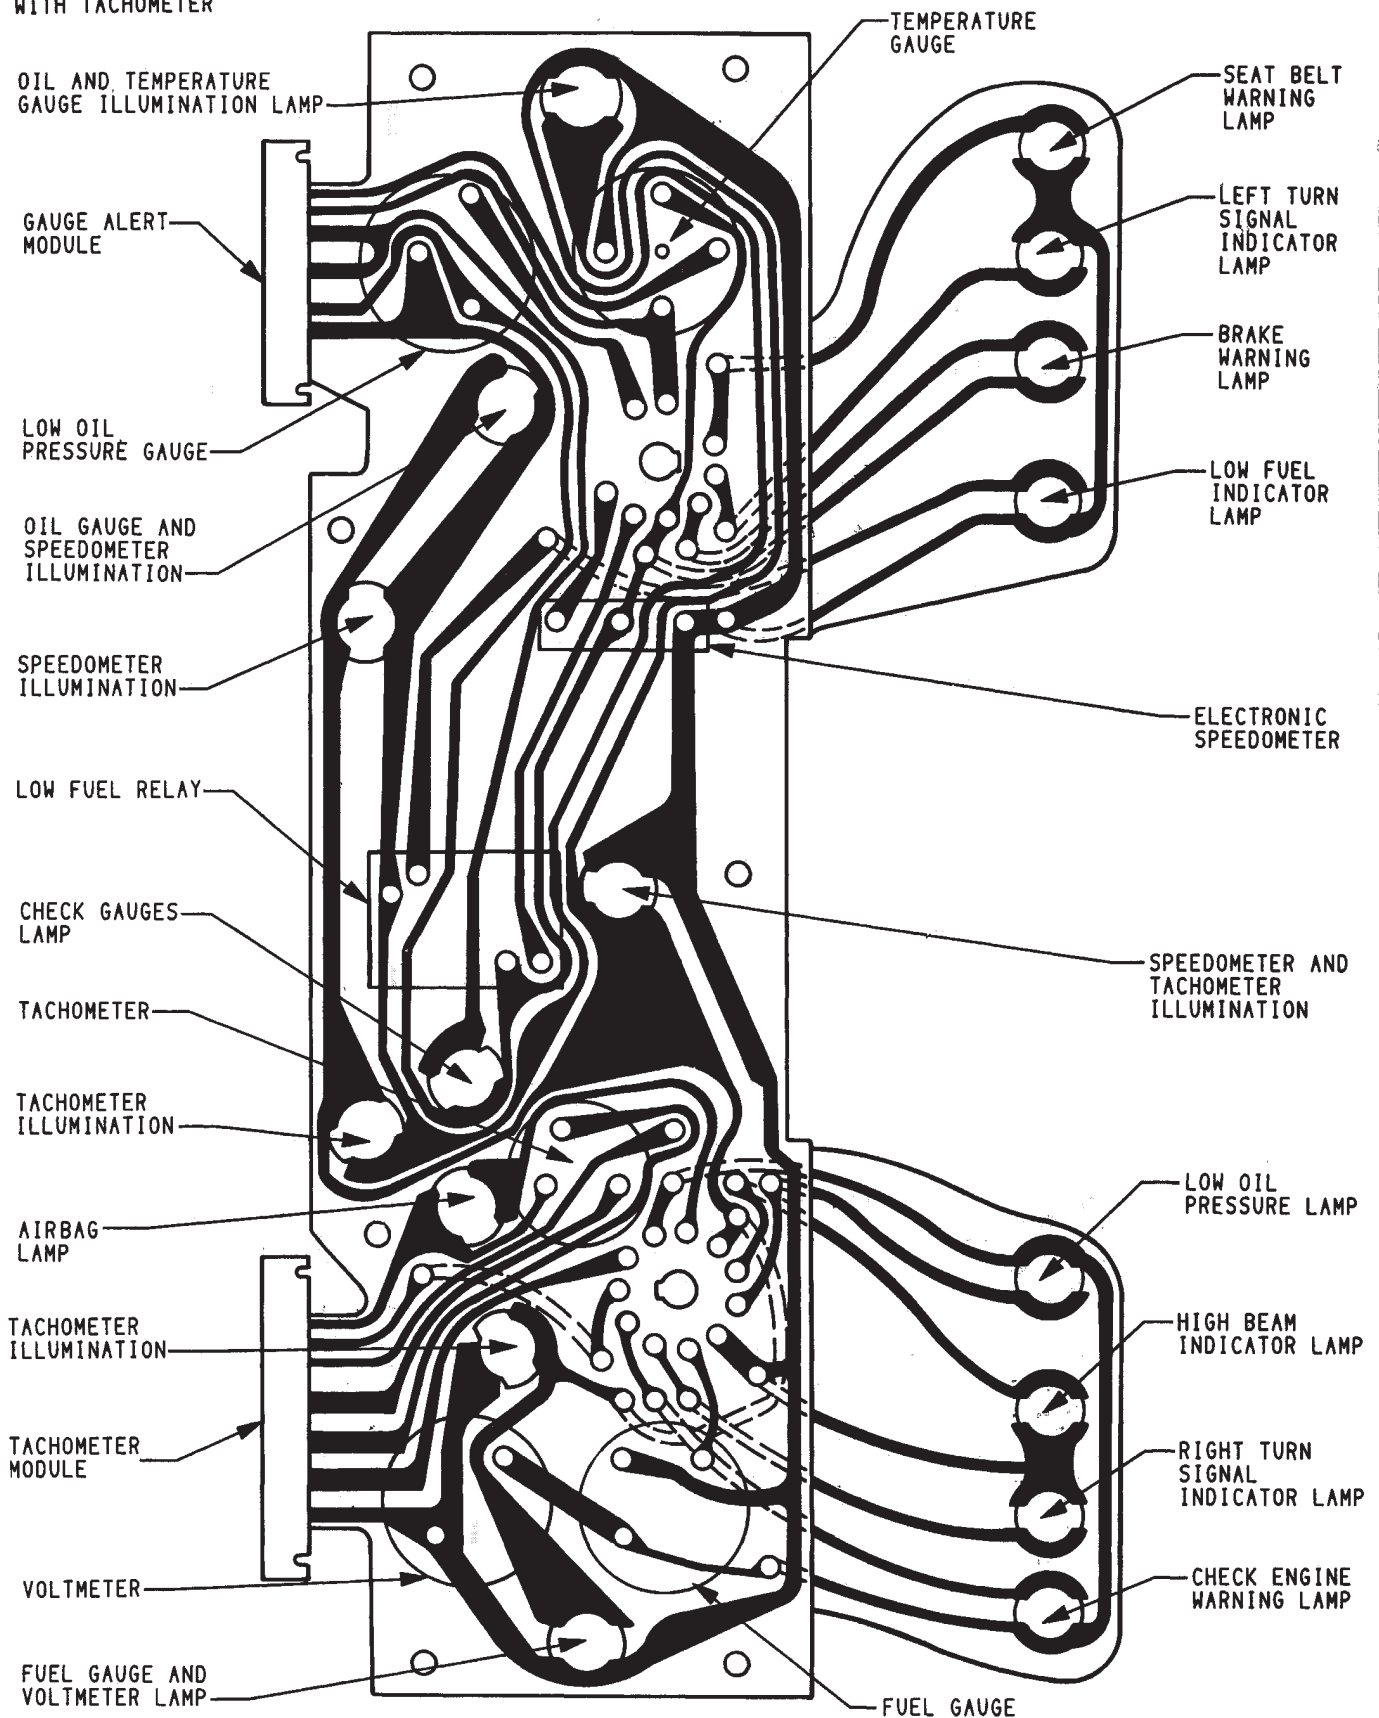 WITH TACHOMETER
OIL AND TEMPERATURE
GAUGE ILLUMINATION LAMP
GAUGE ALERT
MODULE
LOW OIL
PRESSURE GAUGE
OIL GAUGE AND
SPEEDOMETER
ILLUMINATION
SPEEDOMETER
ILLUMINATION
LOW FUEL RELAY
CHECK GAUGES
LAMP
TACHOMETER
TACHOMETER
ILLUMINATION
AIRBAG
LAMP
TACHOMETER
ILLUMINATION
TACHOMETER
MODULE
VOLTMETER
FUEL GAUGE AND
VOLTMETER LAMP
TEMPERATURE
GAUGE
SEAT BELT
WARNING
LAMP
LEFT TURN
SIGNAL
INDICATOR
LAMP
BRAKE
WARNING
LAMP
LOW FUEL
INDICATOR
LAMP
ELECTRONIC
SPEEDOMETER
SPEEDOMETER AND
TACHOMETER
ILLUMINATION
LOW OIL
PRESSURE LAMP
HIGH BEAM
INDICATOR LAMP
RIGHT TURN
SIGNAL
INDICATOR LAMP
CHECK ENGINE
WARNING LAMP
FUEL GAUGE